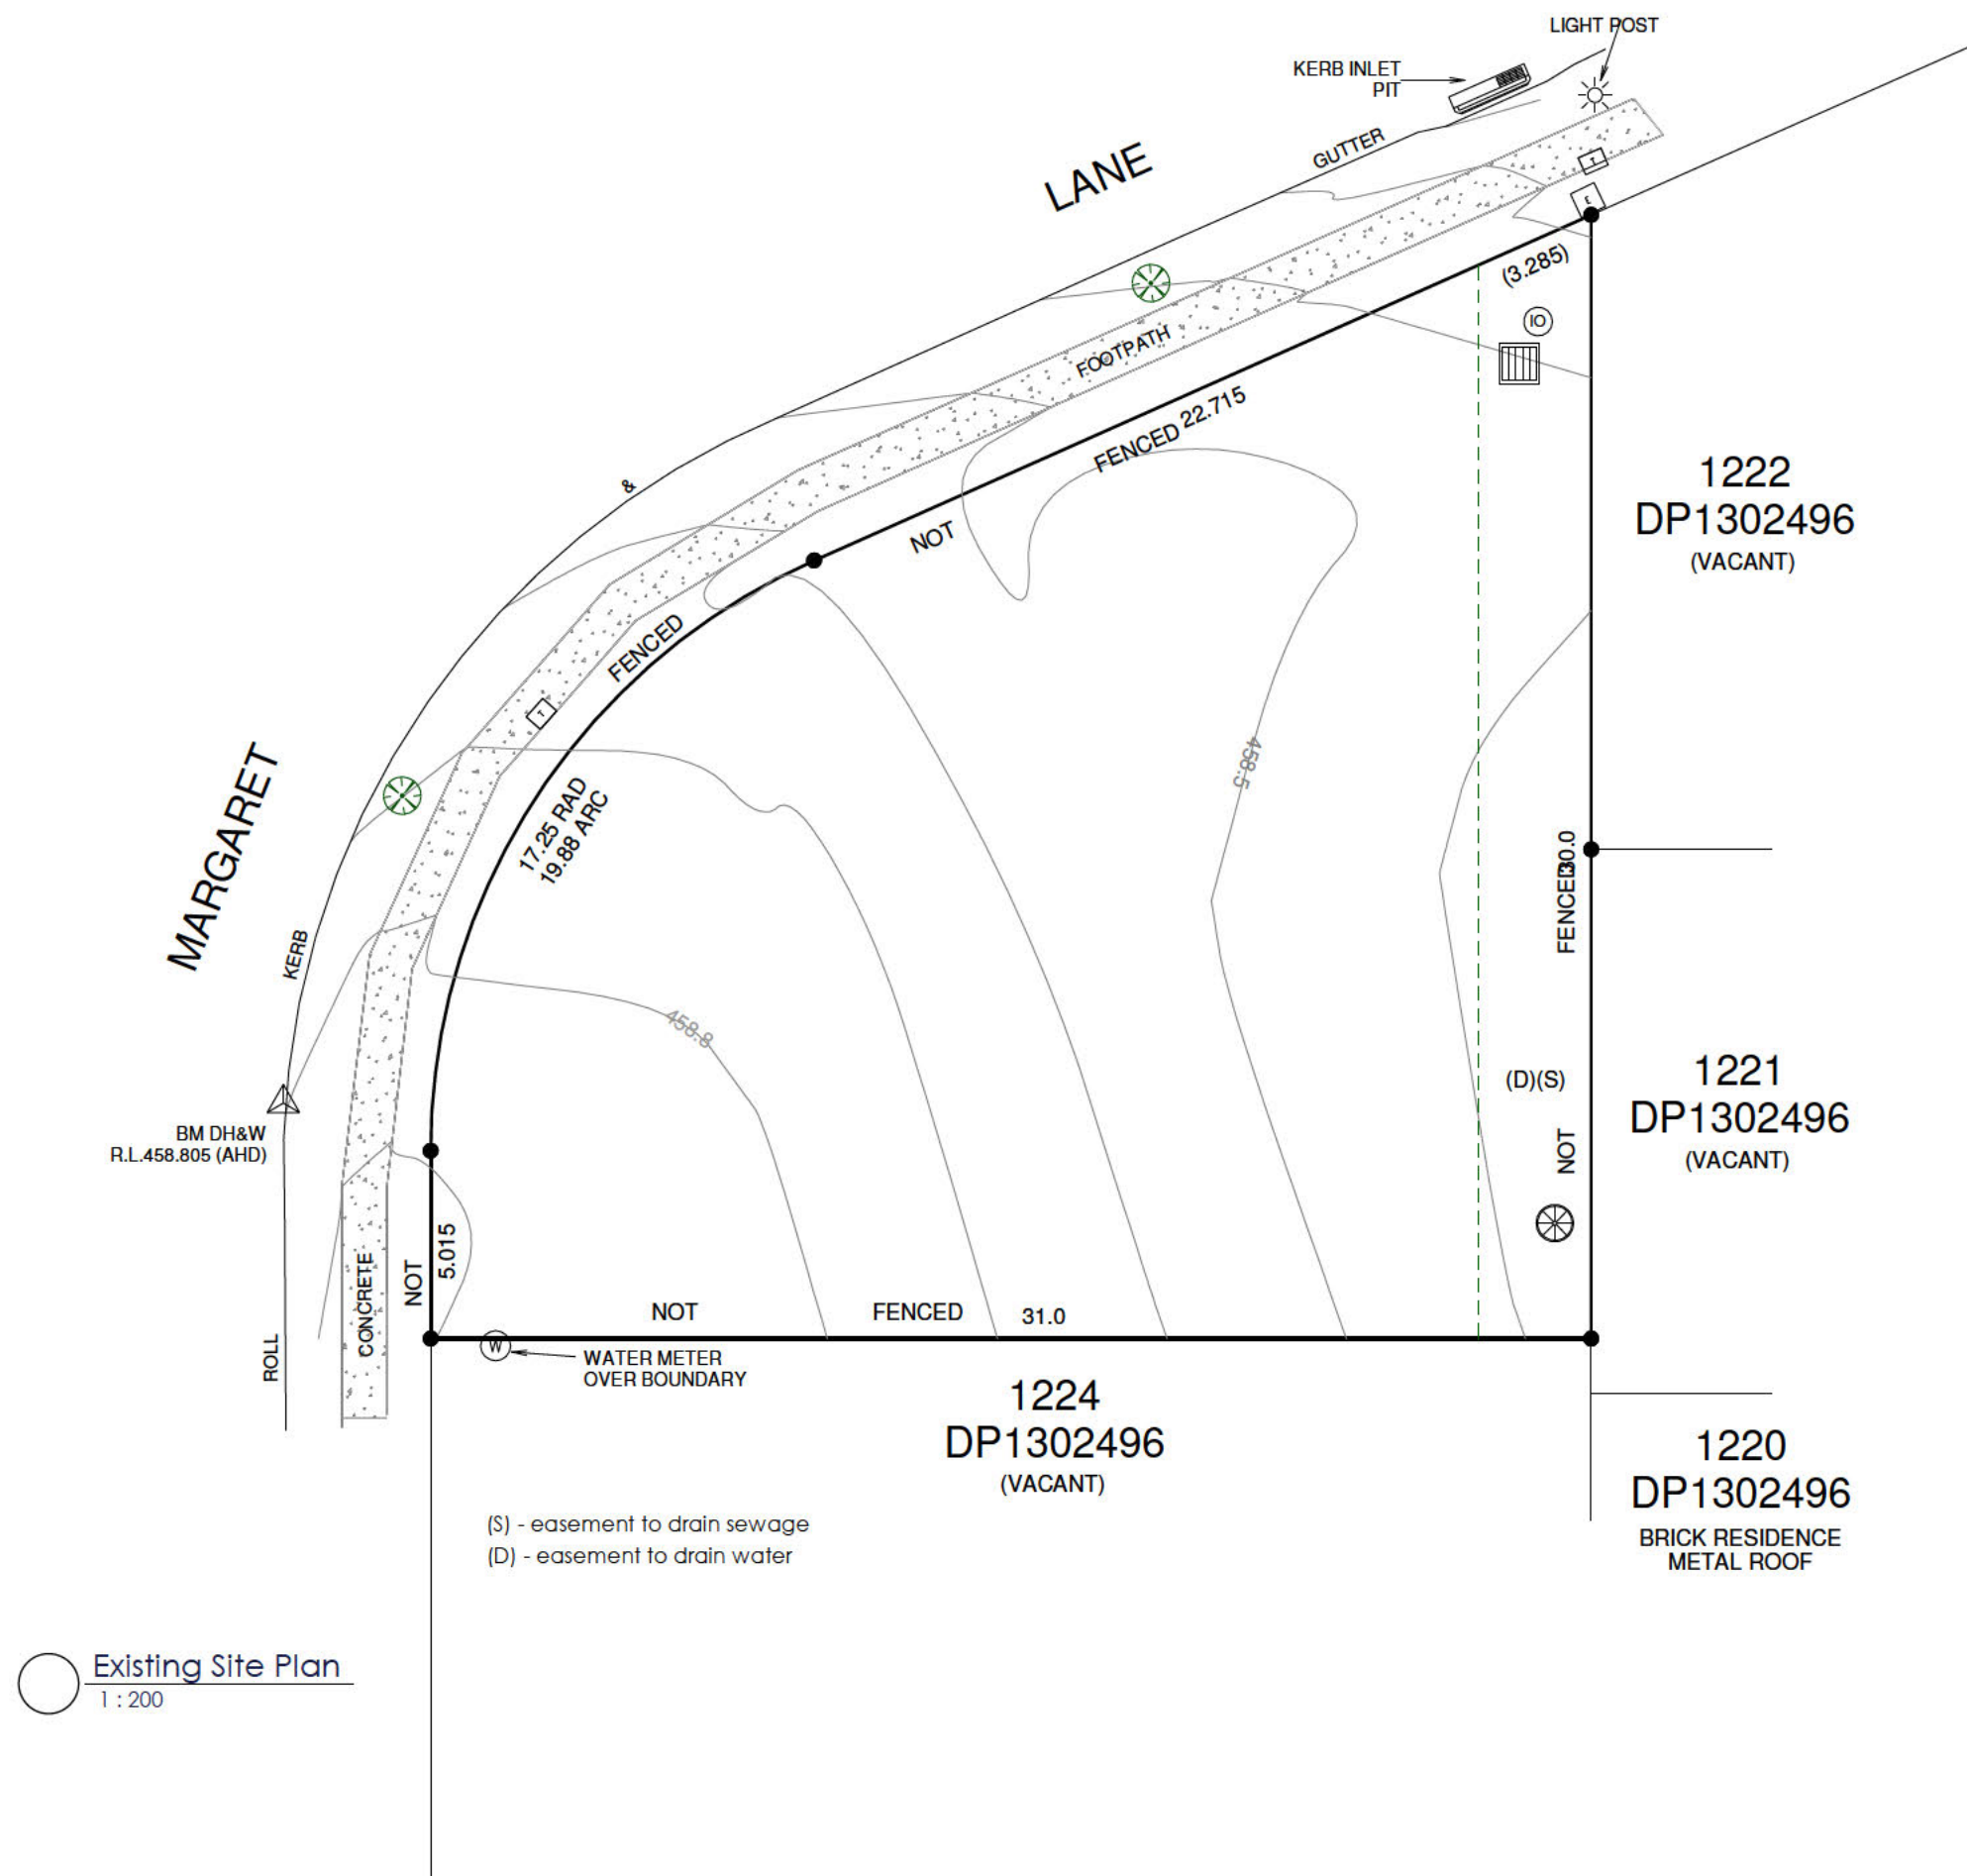 LIGHT POST
KERB INLET
PIT
GUTTER
LANE
T
E
(3.285)
IO
FOOTPATH
22.715
FENCED
NOT
&
1222
DP1302496
(VACANT)
FENCED
T
458.5
MARGARET
17.25 RAD
19.88 ARC
30.0
FENCED
KERB
458.8
(D)(S)
1221
DP1302496
(VACANT)
BM DH&W
R.L.458.805 (AHD)
NOT
5.015
NOT
CONCRETE
ROLL
NOT
FENCED
31.0
W
WATER METER
OVER BOUNDARY
1224
DP1302496
(VACANT)
1220
DP1302496
BRICK RESIDENCE
METAL ROOF
(S) - easement to drain sewage
(D) - easement to drain water
Existing Site Plan
1 : 200